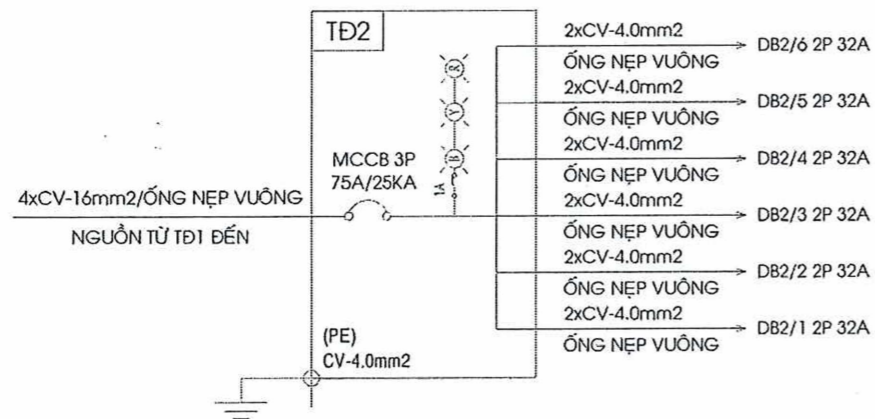 TĐ2
R
Y
B
1A
MCCB 3P
75A/25KA
4xCV-16mm2/ỐNG NẸP VUÔNG
NGUỒN TỪ TĐ1 ĐẾN
(PE)
CV-4.0mm2
2xCV-4.0mm2
ỐNG NẸP VUÔNG
DB2/6 2P 32A
2xCV-4.0mm2
ỐNG NẸP VUÔNG
DB2/5 2P 32A
2xCV-4.0mm2
ỐNG NẸP VUÔNG
DB2/4 2P 32A
2xCV-4.0mm2
ỐNG NẸP VUÔNG
DB2/3 2P 32A
2xCV-4.0mm2
ỐNG NẸP VUÔNG
DB2/2 2P 32A
2xCV-4.0mm2
ỐNG NẸP VUÔNG
DB2/1 2P 32A